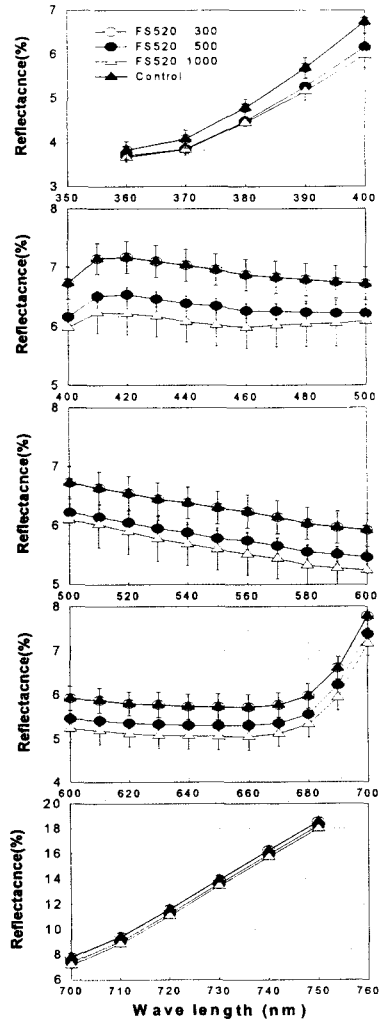 7
6
5
4
3
Reflectacnce(%)
FS520 300
FS520 500
FS520 1000
Control
350 360 370 380 390 400
8
7
6
5
Reflectacnce(%)
400 420 440 460 480 500
8
7
6
5
Reflectacnce(%)
500 520 540 560 580 600
8
7
6
5
4
Reflectacnce(%)
600 620 640 660 680 700
20
18
16
14
12
10
8
6
Reflectacnce(%)
700 710 720 730 740 750 760
Wave length (nm)